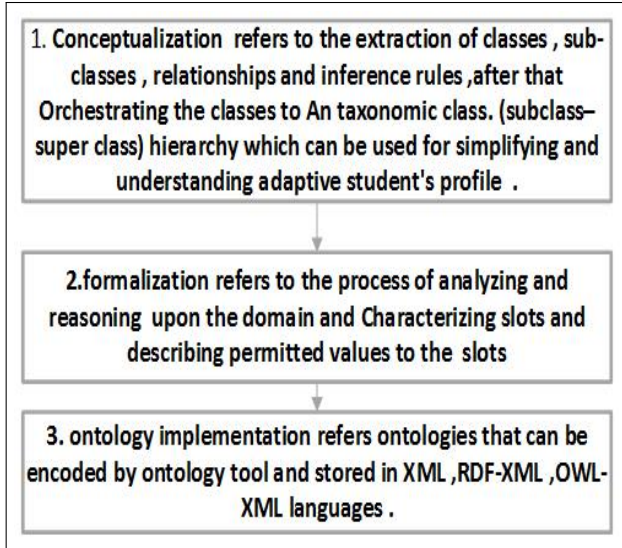 1. Conceptualization refers to the extraction of classes , sub-
classes , relationships and inference rules ,after that
Orchestrating the classes to An taxonomic class. (subclass–
super class) hierarchy which can be used for simplifying and
understanding adaptive student's profile .
2.formalization refers to the process of analyzing and
reasoning upon the domain and Characterizing slots and
describing permitted values to the slots
3. ontology implementation refers ontologies that can be
encoded by ontology tool and stored in XML ,RDF-XML ,OWL-
XML languages .